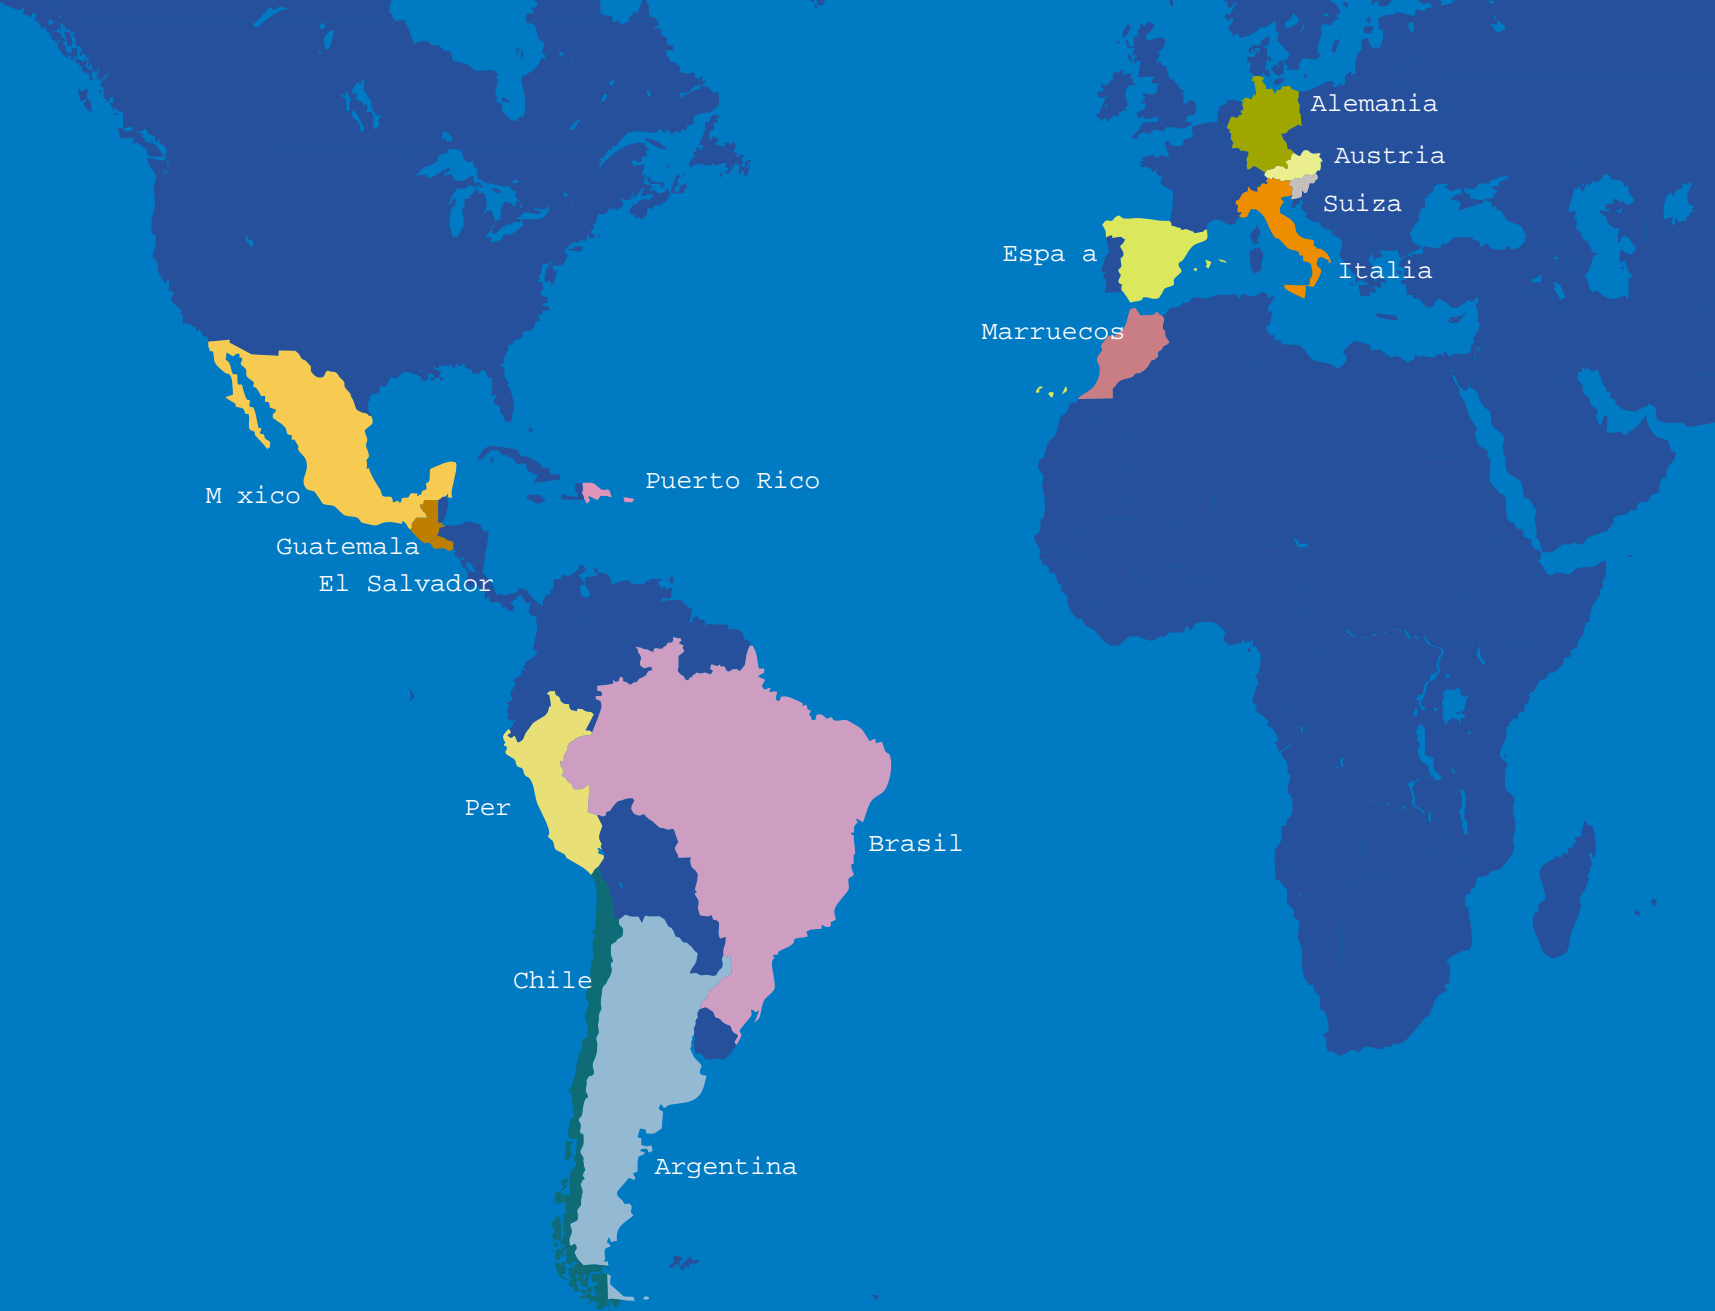 Alemania
Austria
Suiza
Espa a
Italia
Marruecos
Puerto Rico
M xico
Guatemala
El Salvador
Per
Brasil
Chile
Argentina